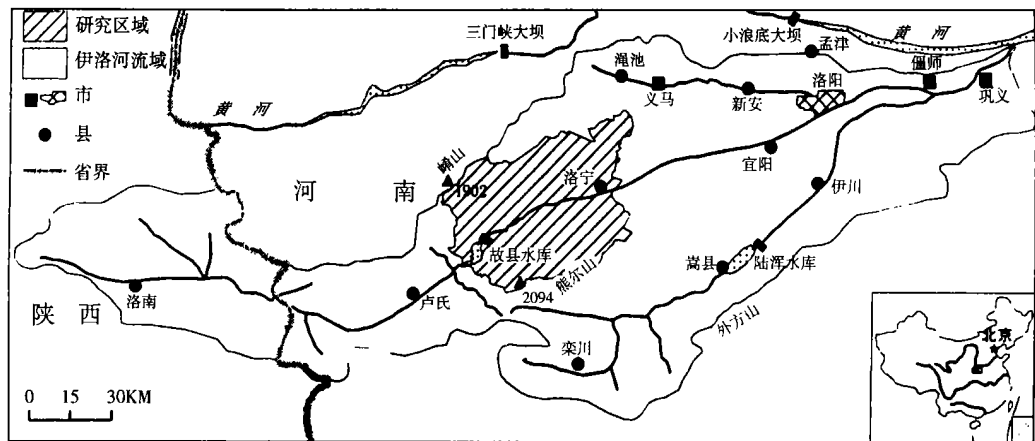 研究区域
伊洛河流域
市
县
省界
三门峡大坝
小浪底大坝
黄河
孟津
偃师
渑池
义马
新安
洛阳
巩义
黄河
宜阳
崤山
1902
洛宁
伊川
河南
故县水库
嵩县
陆浑水库
熊尔山
2094
外方山
洛南
卢氏
陕西
栾川
北京
0 15 30KM